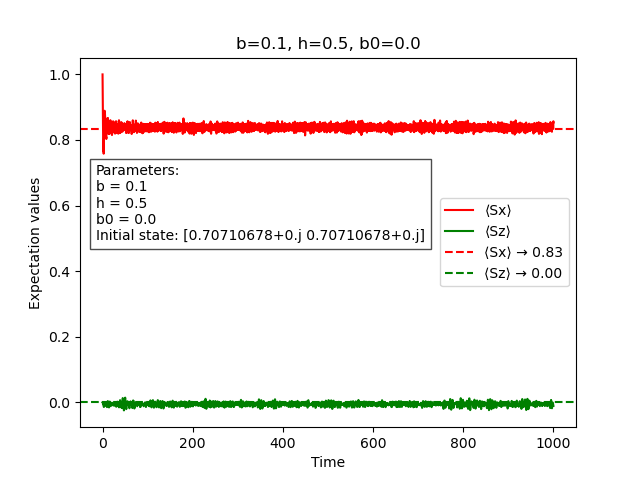 b=0.1, h=0.5, b0=0.0
1.0
0.8
0.6
0.4
0.2
0.0
Expectation values
Parameters:
b = 0.1
h = 0.5
b0 = 0.0
Initial state: [0.70710678+0.j 0.70710678+0.j]
⟨Sx⟩
⟨Sz⟩
⟨Sx⟩ → 0.83
⟨Sz⟩ → 0.00
0 200 400 600 800 1000
Time